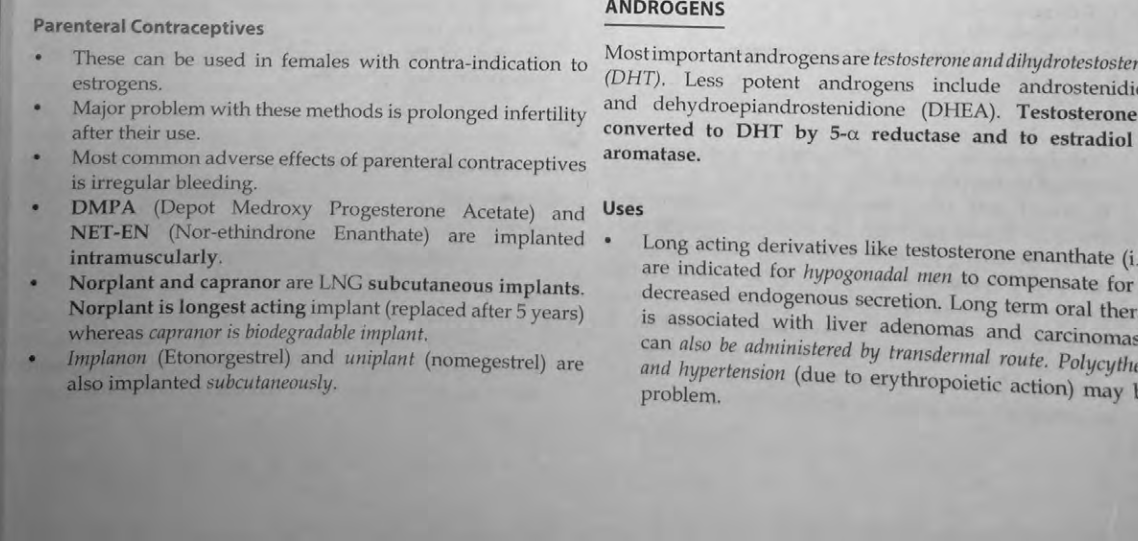 Parenteral Contraceptives
• These can be used in females with contra-indication to
estrogens.
• Major problem with these methods is prolonged infertility
after their use.
• Most common adverse effects of parenteral contraceptives
is irregular bleeding.
• DMPA (Depot Medroxy Progesterone Acetate) and
NET-EN (Nor-ethindrone Enanthate) are implanted
intramuscularly.
• Norplant and capranor are LNG subcutaneous implants.
Norplant is longest acting implant (replaced after 5 years)
whereas capranor is biodegradable implant.
• Implanon (Etonorgestrel) and uniplant (nomegestrel) are
also implanted subcutaneously.
ANDROGENS
Most important androgens are testosterone and dihydrotestoster
(DHT). Less potent androgens include androstenidi
and dehydroepiandrostenidione (DHEA). Testosterone
converted to DHT by 5-α reductase and to estradiol
aromatase.
Uses
• Long acting derivatives like testosterone enanthate (i.
are indicated for hypogonadal men to compensate for
decreased endogenous secretion. Long term oral ther
is associated with liver adenomas and carcinomas
can also be administered by transdermal route. Polycythe
and hypertension (due to erythropoietic action) may
problem.